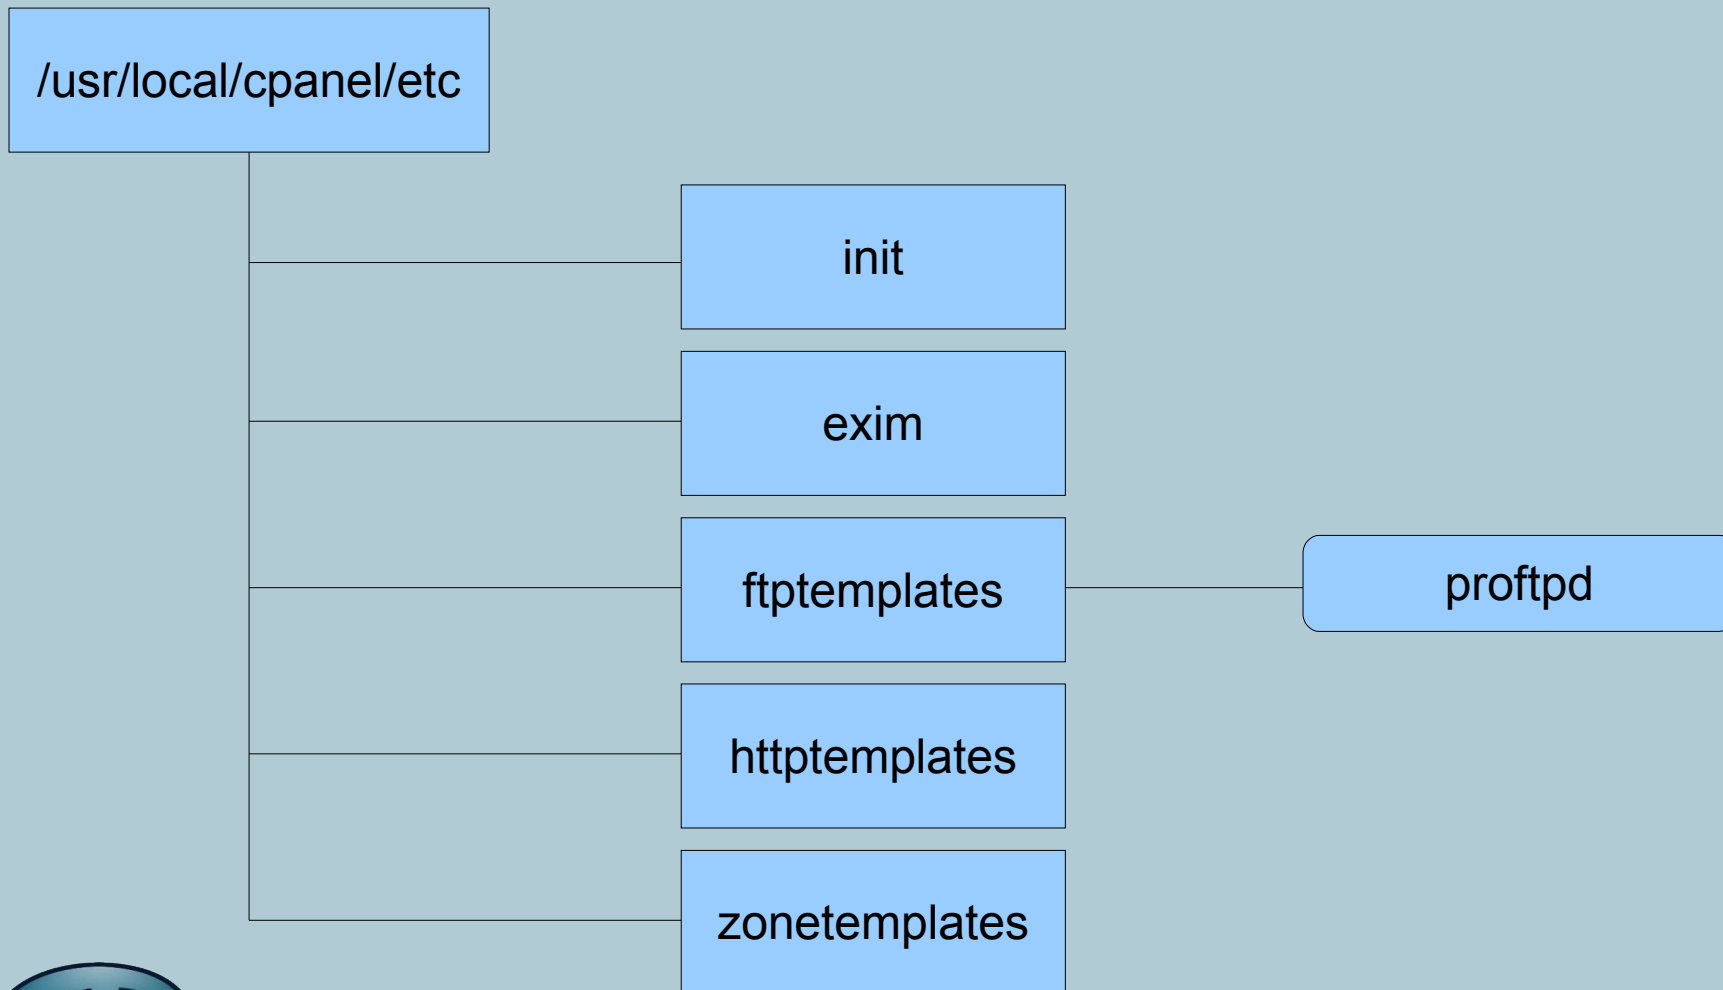 /usr/local/cpanel/etc
init
exim
ftptemplates
proftpd
httptemplates
zonetemplates